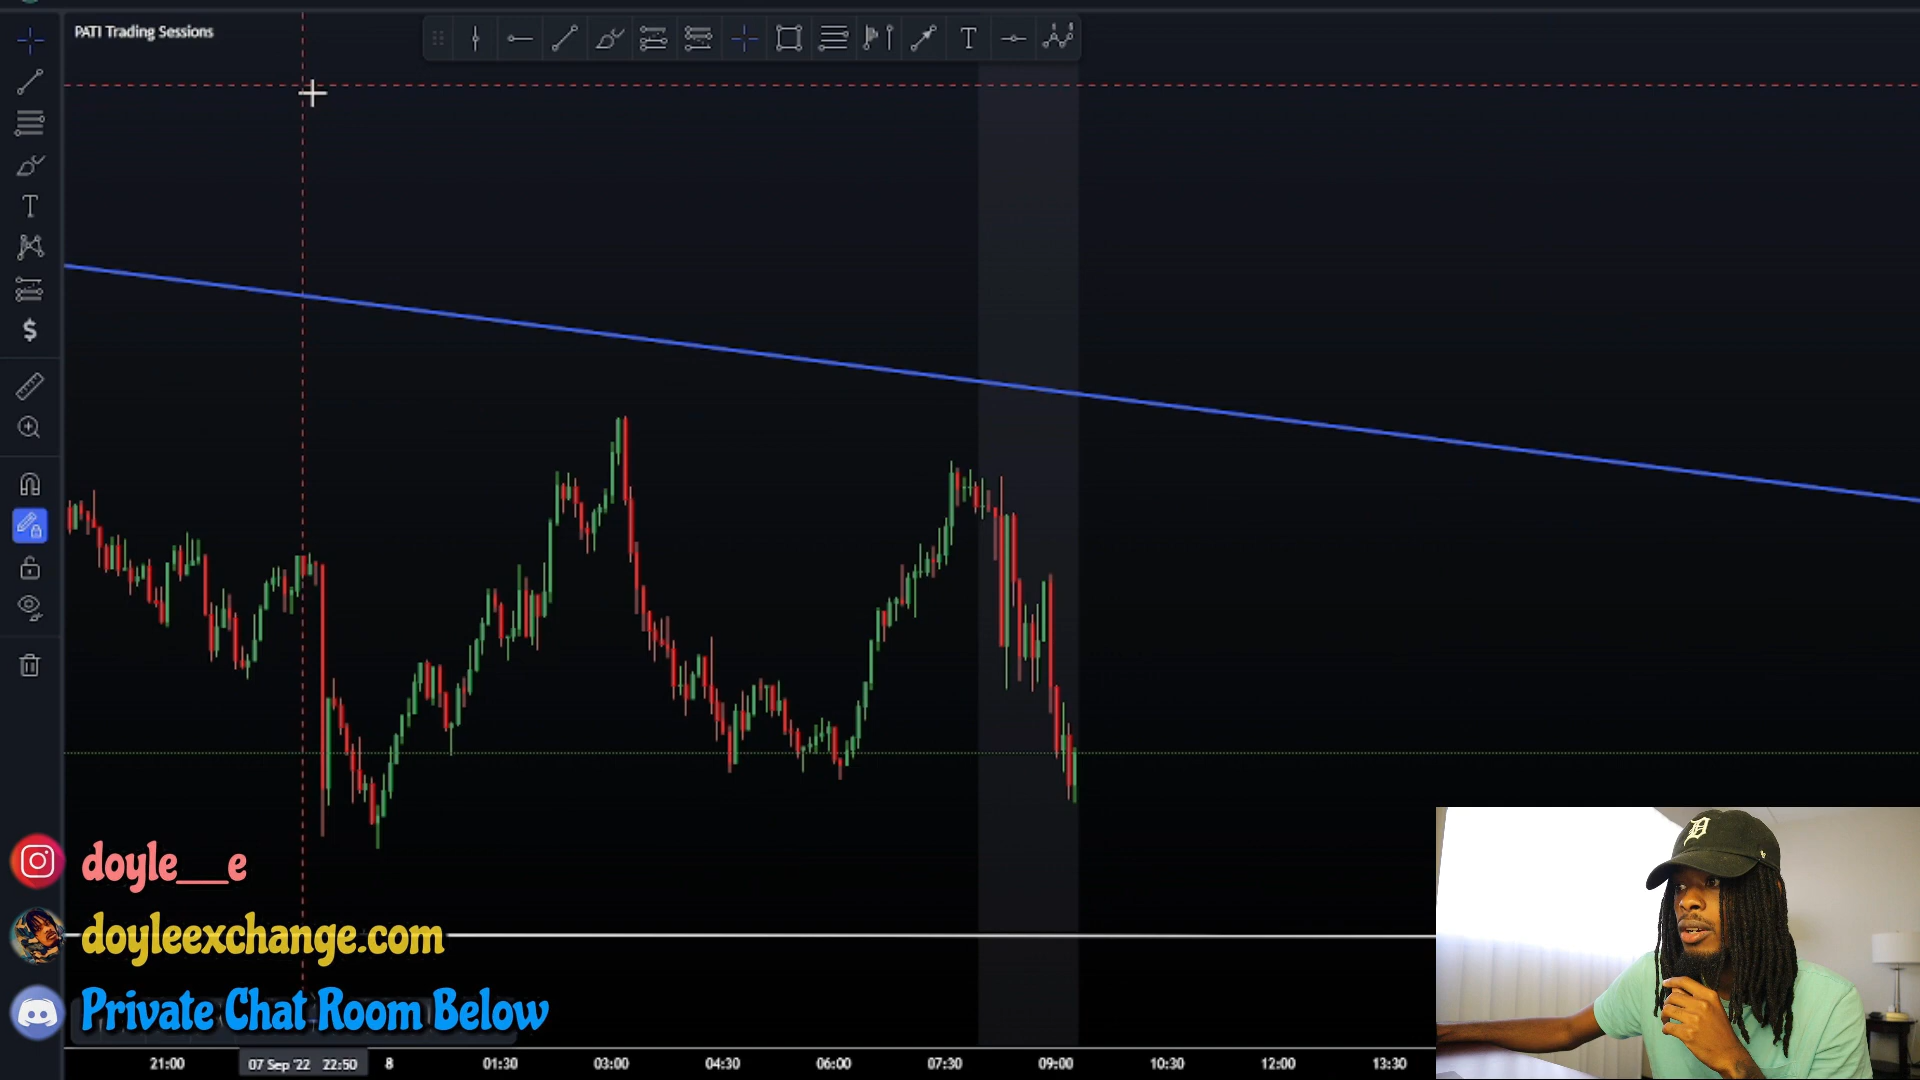 PATI Trading Sessions
doyle__e
doyleexchange.com
Private Chat Room Below
21:00 07 Sep '22 22:50 8 01:30 03:00 04:30 06:00 07:30 09:00 10:30 12:00 13:30